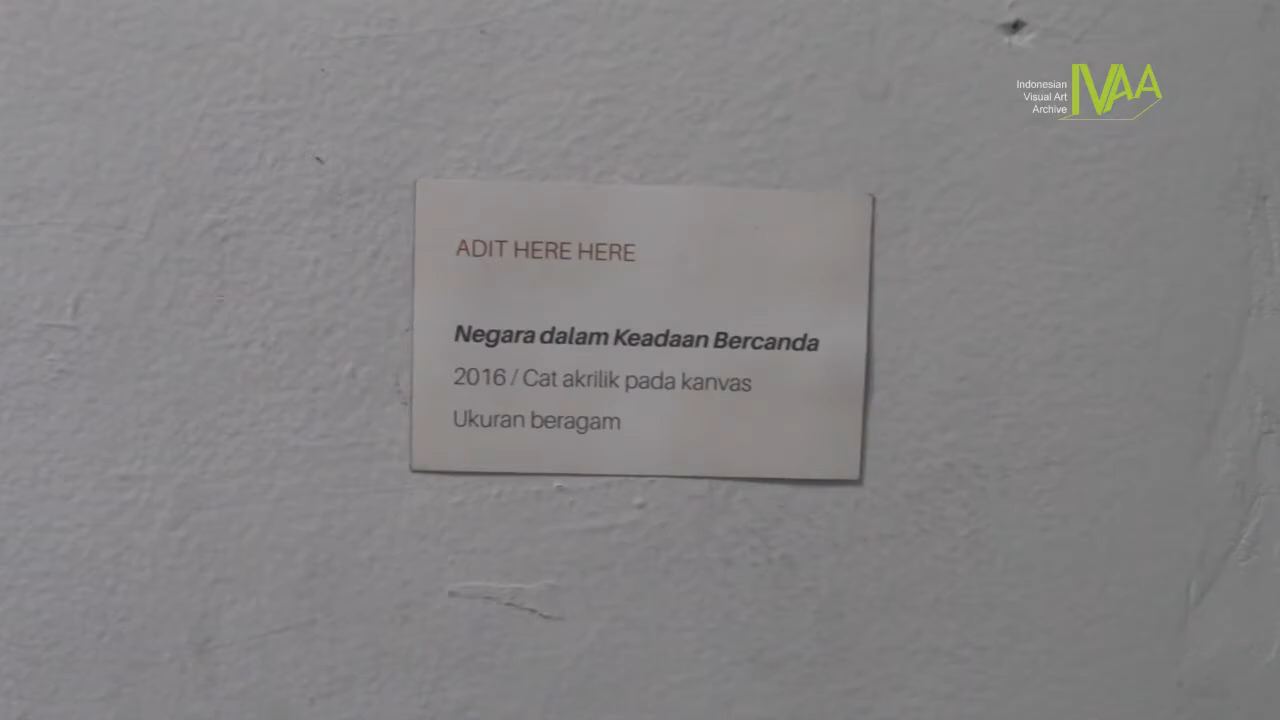 Indonesian
Visual Art
Archive
IVAA
ADIT HERE HERE
Negara dalam Keadaan Bercanda
2016 / Cat akrilik pada kanvas
Ukuran beragam